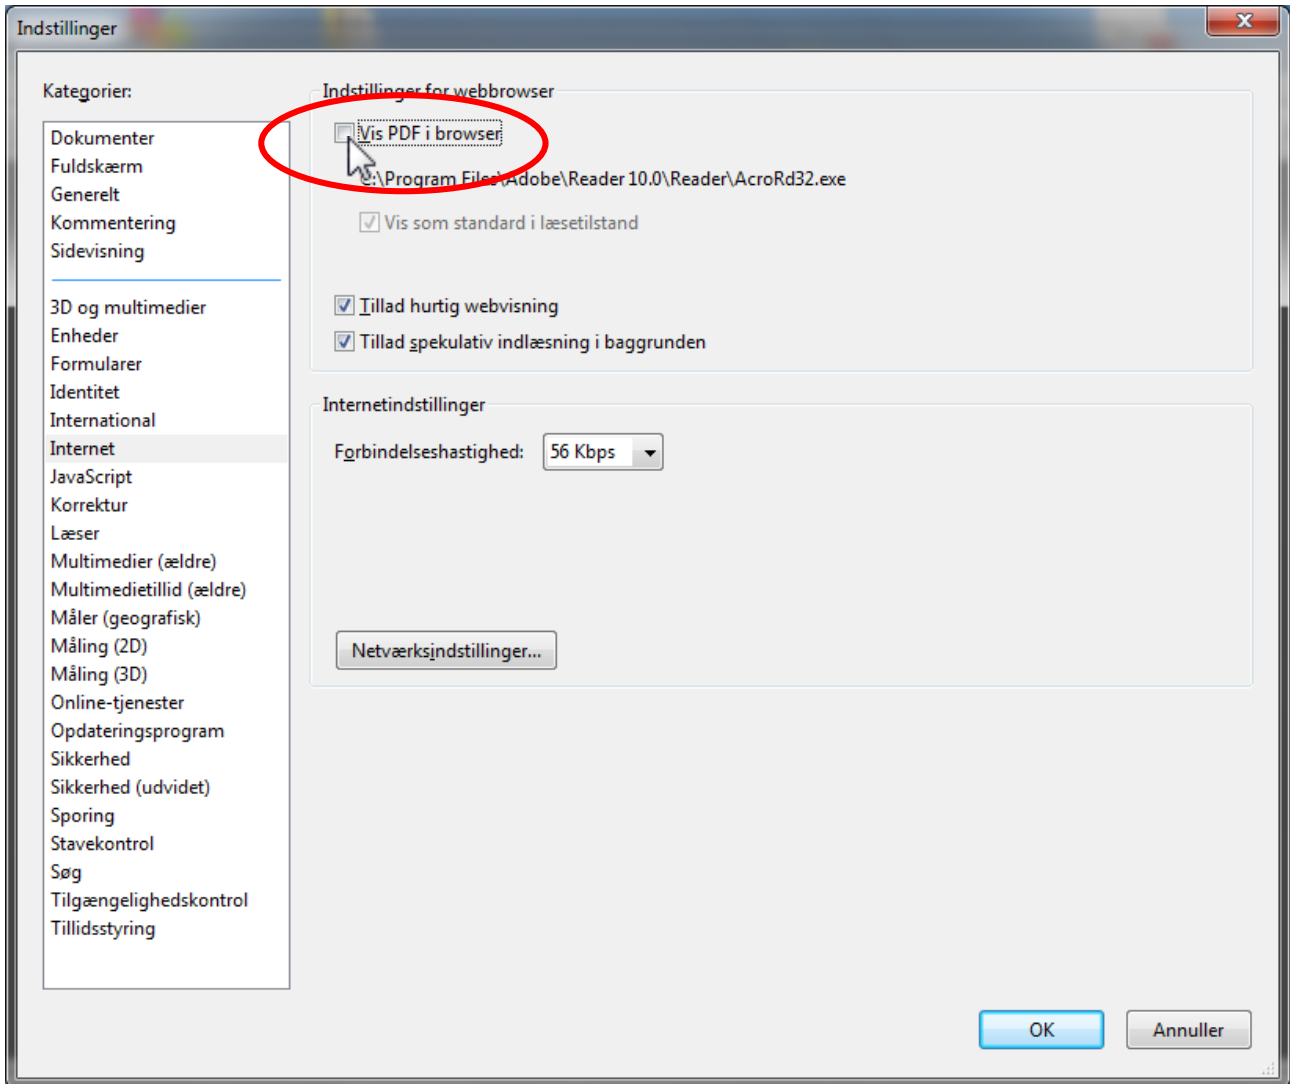 Indstillinger
Kategorier:
Dokumenter
Fuldskærm
Generelt
Kommentering
Sidevisning
3D og multimedier
Enheder
Formularer
Identitet
International
Internet
JavaScript
Korrektur
Læser
Multimedier (ældre)
Multimedietillid (ældre)
Måler (geografisk)
Måling (2D)
Måling (3D)
Online-tjenester
Opdateringsprogram
Sikkerhed
Sikkerhed (udvidet)
Sporing
Stavekontrol
Søg
Tilgængelighedskontrol
Tillidsstyring
Indstillinger for webbrowser
Vis PDF i browser
C:\Program Files\Adobe\Reader 10.0\Reader\AcroRd32.exe
Vis som standard i læsetilstand
Tillad hurtig webvisning
Tillad spekulativ indlæsning i baggrunden
Internetindstillinger
Forbindelseshastighed: 56 Kbps
Netværksindstillinger...
OK Annuller